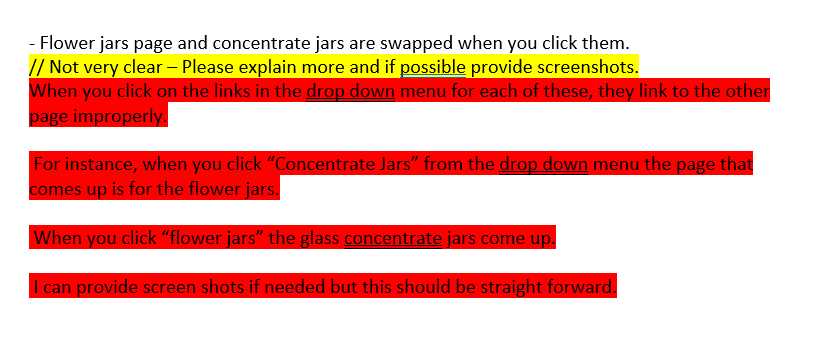 - Flower jars page and concentrate jars are swapped when you click them.
// Not very clear – Please explain more and if possible provide screenshots.
When you click on the links in the drop down menu for each of these, they link to the other
page improperly.
For instance, when you click “Concentrate Jars” from the drop down menu the page that
comes up is for the flower jars.
When you click “flower jars” the glass concentrate jars come up.
I can provide screen shots if needed but this should be straight forward.